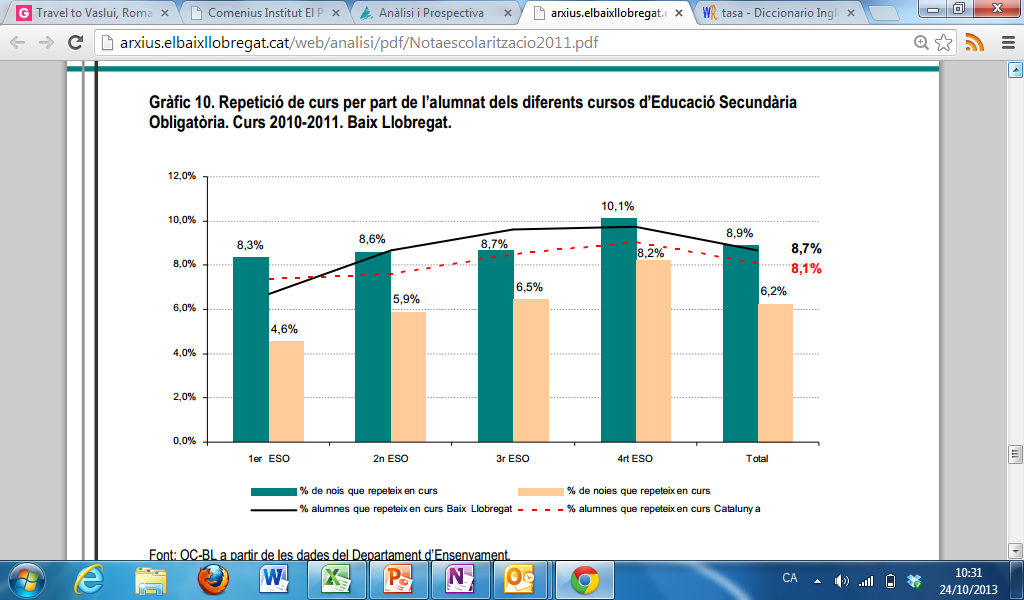 Travel to Vaslui, Roma
Comenius Institut El P
Anàlisi i Prospectiva
arxius.elbaixllobregat.c
tasa - Diccionario Ingl
arxius.elbaixllobregat.cat/web/analisi/pdf/Notaescolaritzacio2011.pdf
Gràfic 10. Repetició de curs per part de l'alumnat dels diferents cursos d'Educació Secundària
Obligatòria. Curs 2010-2011. Baix Llobregat.
12,0%
10,0%
8,0%
6,0%
4,0%
2,0%
0,0%
8,3%
4,6%
8,6%
5,9%
8,7%
6,5%
10,1%
8,2%
8,9%
6,2%
8,7%
8,1%
1er ESO
2n ESO
3r ESO
4rt ESO
Total
% de nois que repeteix en curs
% de noies que repeteix en curs
% alumnes que repeteix en curs Baix Llobregat
% alumnes que repeteix en curs Catalunya
Font: OC-BL a partir de les dades del Departament d'Ensenyament.
CA
10:31
24/10/2013